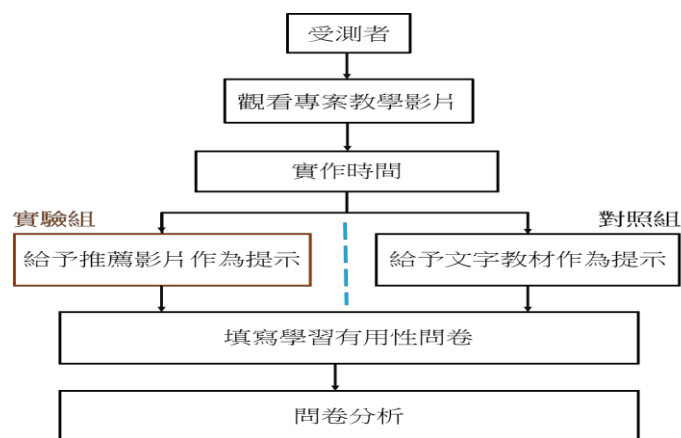 受測者
觀看專案教學影片
實作時間
實驗組
對照組
給予推薦影片作為提示
給予文字教材作為提示
填寫學習有用性問卷
問卷分析